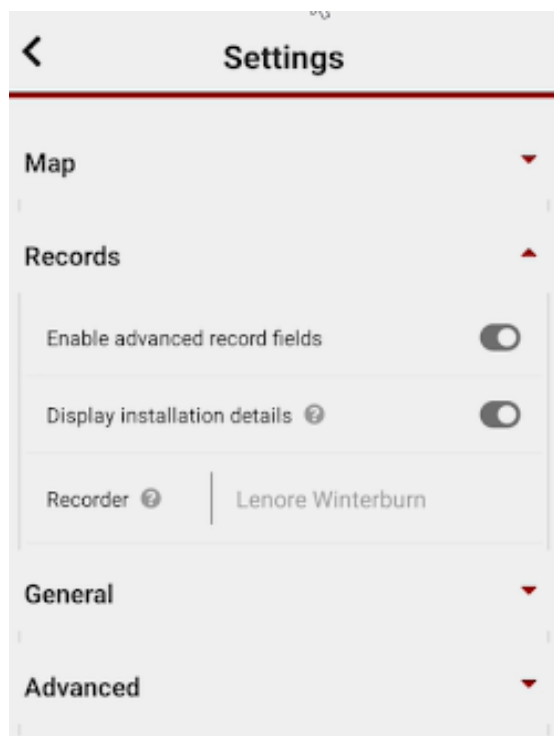 Settings
Map
Records
Enable advanced record fields
Display installation details ?
Recorder ? Lenore Winterburn
General
Advanced